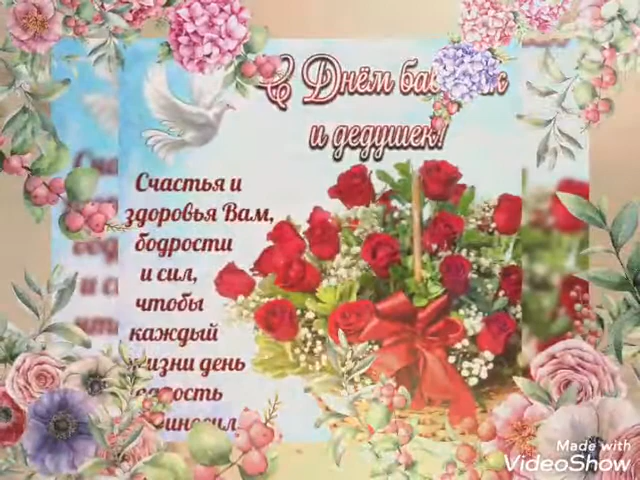 С Днём
и дедушек!
Счастья и
здоровья Вам,
бодрости
и сил,
чтобы
каждый
день
Made with
VideoShow